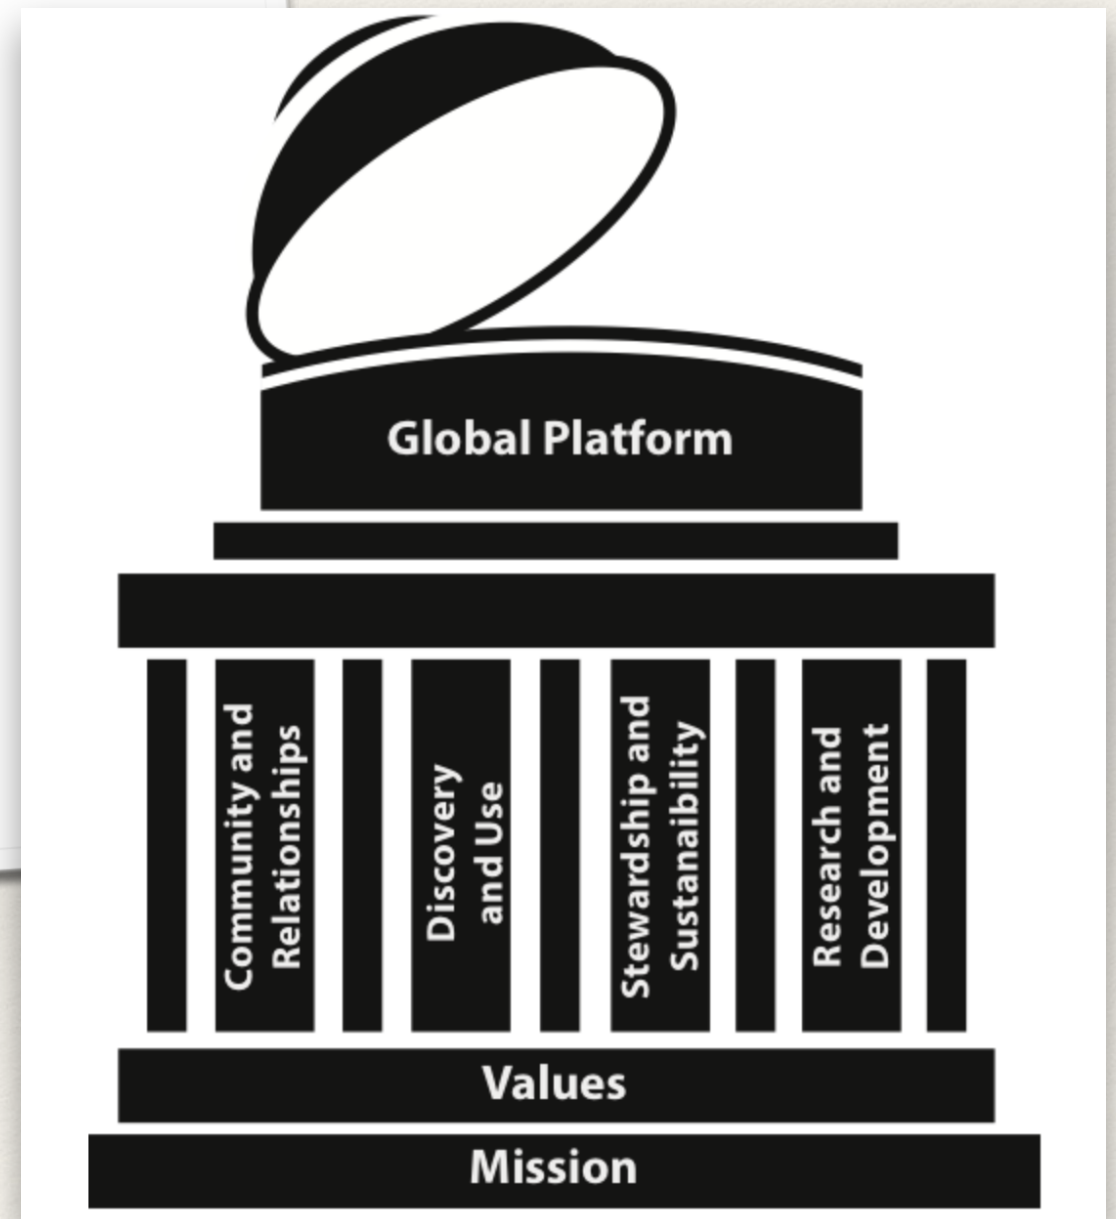 Global Platform
Community and
Relationships
Discovery
and Use
Stewardship and
Sustanaibility
Research and
Development
Values
Mission